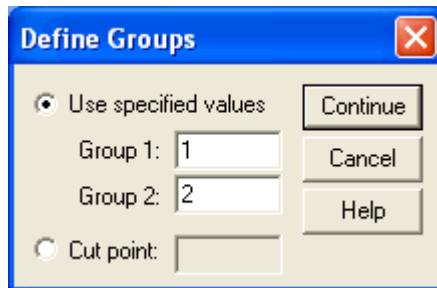 Define Groups
Use specified values
Group 1: 1
Group 2: 2
Cut point:
Continue
Cancel
Help